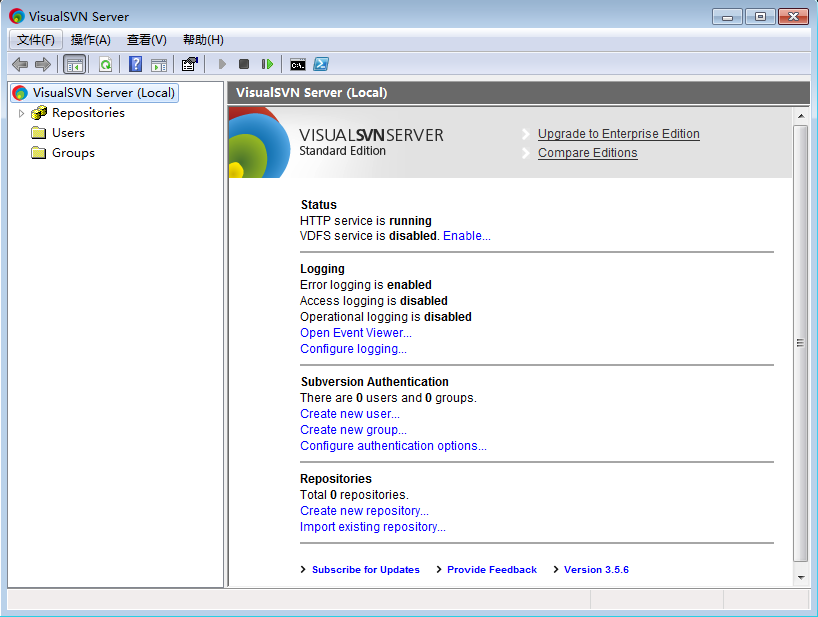 VisualSVN Server
文件(F) 操作(A) 查看(V) 帮助(H)
VisualSVN Server (Local)
Repositories
Users
Groups
VisualSVN Server (Local)
VISUALSVNSERVER
Standard Edition
Upgrade to Enterprise Edition
Compare Editions
Status
HTTP service is running
VDFS service is disabled. Enable...
Logging
Error logging is enabled
Access logging is disabled
Operational logging is disabled
Open Event Viewer...
Configure logging...
Subversion Authentication
There are 0 users and 0 groups.
Create new user...
Create new group...
Configure authentication options...
Repositories
Total 0 repositories.
Create new repository...
Import existing repository...
Subscribe for Updates Provide Feedback Version 3.5.6